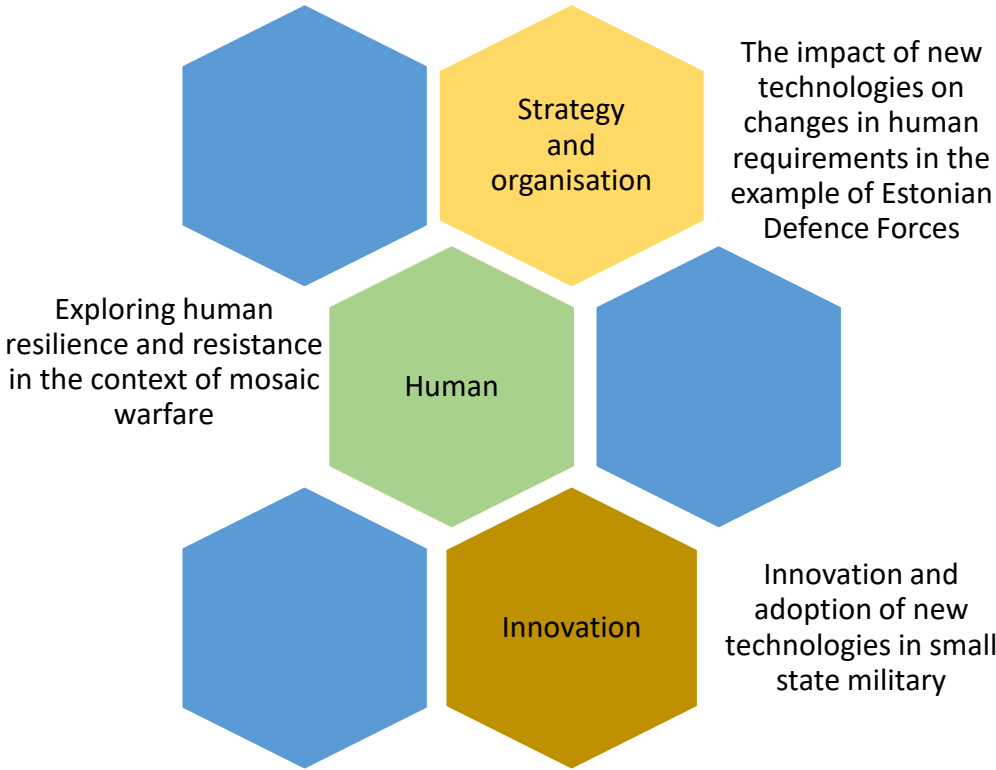 Strategy
and
organisation
The impact of new
technologies on
changes in human
requirements in the
example of Estonian
Defence Forces
Exploring human
resilience and resistance
in the context of mosaic
warfare
Human
Innovation
Innovation and
adoption of new
technologies in small
state military